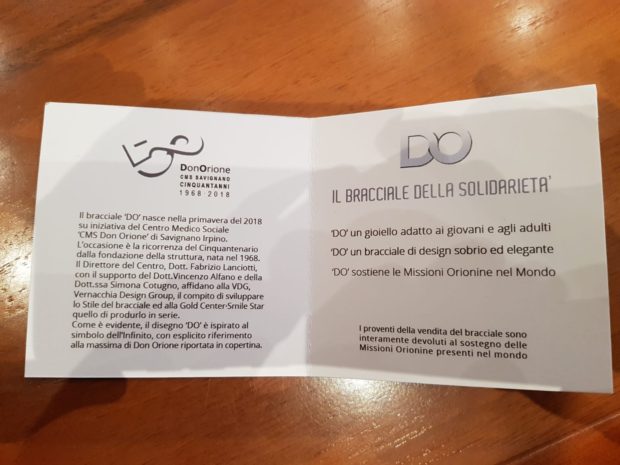 50
DonOrione
CMS SAVIGNANO
CINQUANTANNI
1968-2018
Il bracciale 'DO' nasce nella primavera del 2018
su iniziativa del Centro Medico Sociale
'CMS Don Orione' di Savignano Irpino.
L'occasione è la ricorrenza del Cinquantenario
dalla fondazione della struttura, nata nel 1968.
Il Direttore del Centro, Dott. Fabrizio Lanciotti,
con il supporto del Dott.Vincenzo Alfano e della
Dott.ssa Simona Cotugno, affidano alla VDG,
Vernacchia Design Group, il compito di sviluppare
lo Stile del bracciale ed alla Gold Center-Smile Star
quello di produrlo in serie.
Come è evidente, il disegno 'DO' è ispirato al
simbolo dell'Infinito, con esplicito riferimento
alla massima di Don Orione riportata in copertina.
DO
IL BRACCIALE DELLA SOLIDARIETA'
'DO' un gioiello adatto ai giovani e agli adulti
'DO' un bracciale di design sobrio ed elegante
'DO' sostiene le Missioni Orionine nel Mondo
I proventi della vendita del bracciale sono
interamente devoluti al sostegno delle
Missioni Orionine presenti nel mondo